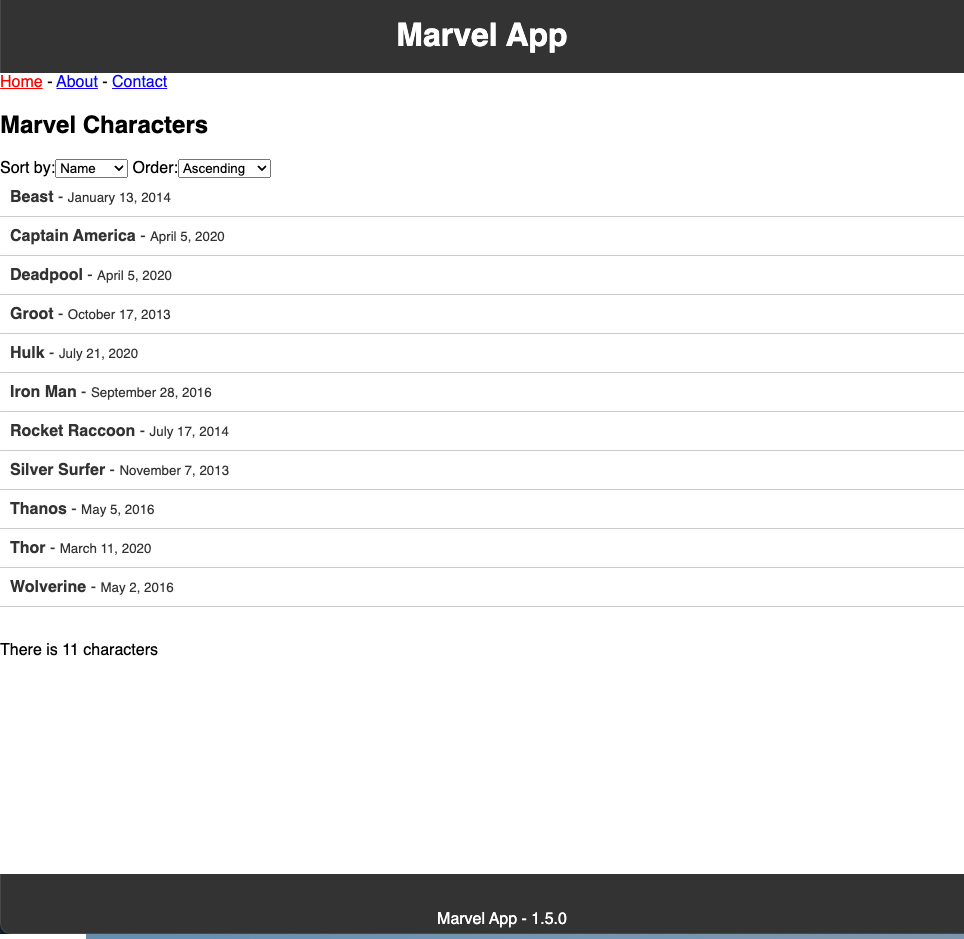 Marvel App
Home - About - Contact
Marvel Characters
Sort by: Name Order: Ascending
Beast - January 13, 2014
Captain America - April 5, 2020
Deadpool - April 5, 2020
Groot - October 17, 2013
Hulk - July 21, 2020
Iron Man - September 28, 2016
Rocket Raccoon - July 17, 2014
Silver Surfer - November 7, 2013
Thanos - May 5, 2016
Thor - March 11, 2020
Wolverine - May 2, 2016
There is 11 characters
Marvel App - 1.5.0